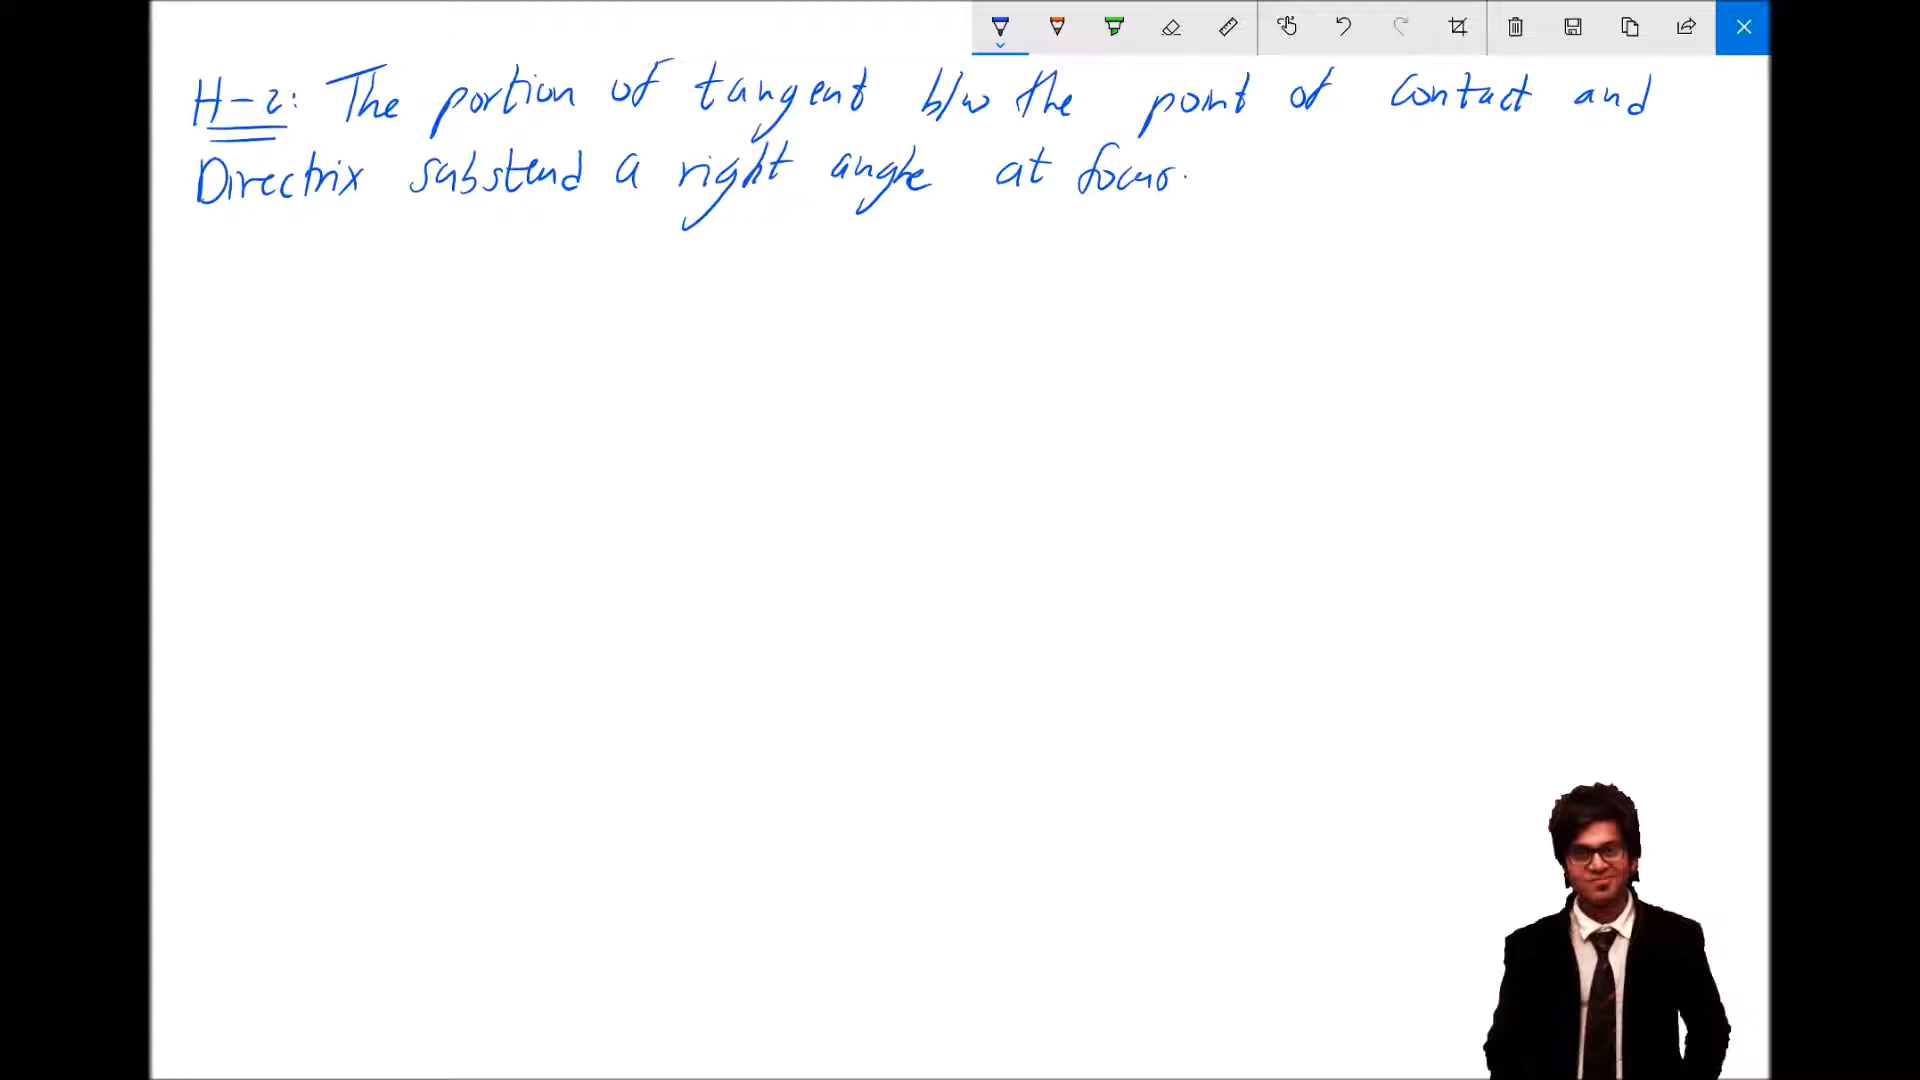 H-2: The portion of tangent b/w the point of contact and
Directrix substend a right angle at focus.